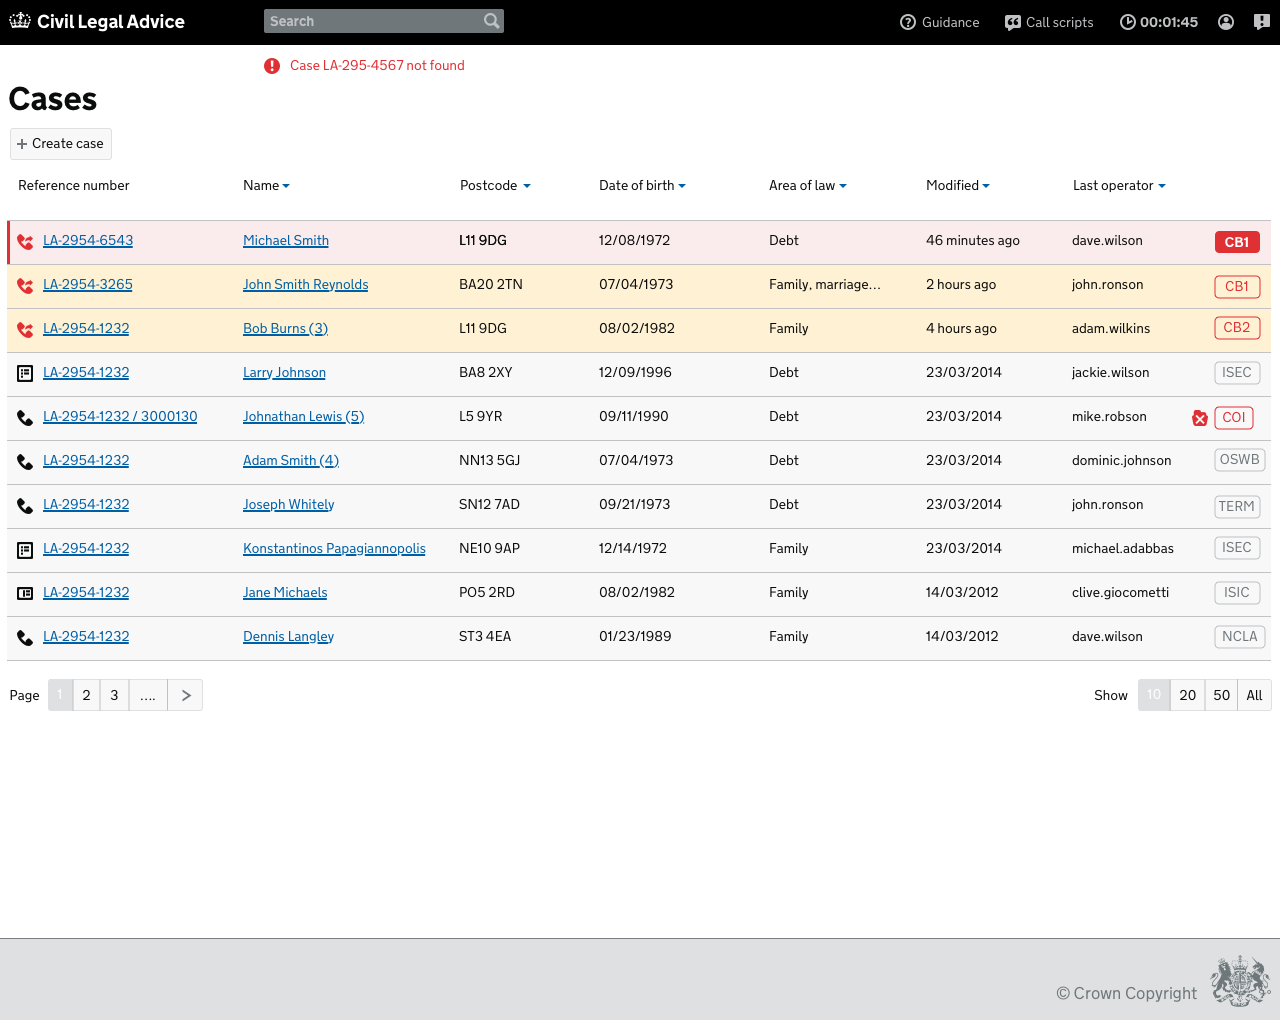 Civil Legal Advice Search Guidance Call scripts 00:01:45
Case LA-295-4567 not found
Cases
+ Create case
Reference number Name Postcode Date of birth Area of law Modified Last operator
LA-2954-6543 Michael Smith L11 9DG 12/08/1972 Debt 46 minutes ago dave.wilson CB1
LA-2954-3265 John Smith Reynolds BA20 2TN 07/04/1973 Family, marriage... 2 hours ago john.ronson CB1
LA-2954-1232 Bob Burns (3) L11 9DG 08/02/1982 Family 4 hours ago adam.wilkins CB2
LA-2954-1232 Larry Johnson BA8 2XY 12/09/1996 Debt 23/03/2014 jackie.wilson ISEC
LA-2954-1232 / 3000130 Johnathan Lewis (5) L5 9YR 09/11/1990 Debt 23/03/2014 mike.robson COI
LA-2954-1232 Adam Smith (4) NN13 5GJ 07/04/1973 Debt 23/03/2014 dominic.johnson OSWB
LA-2954-1232 Joseph Whitely SN12 7AD 09/21/1973 Debt 23/03/2014 john.ronson TERM
LA-2954-1232 Konstantinos Papagiannopolis NE10 9AP 12/14/1972 Family 23/03/2014 michael.adabbas ISEC
LA-2954-1232 Jane Michaels PO5 2RD 08/02/1982 Family 14/03/2012 clive.giocometti ISIC
LA-2954-1232 Dennis Langley ST3 4EA 01/23/1989 Family 14/03/2012 dave.wilson NCLA
Page 1 2 3 .... > Show 10 20 50 All
© Crown Copyright